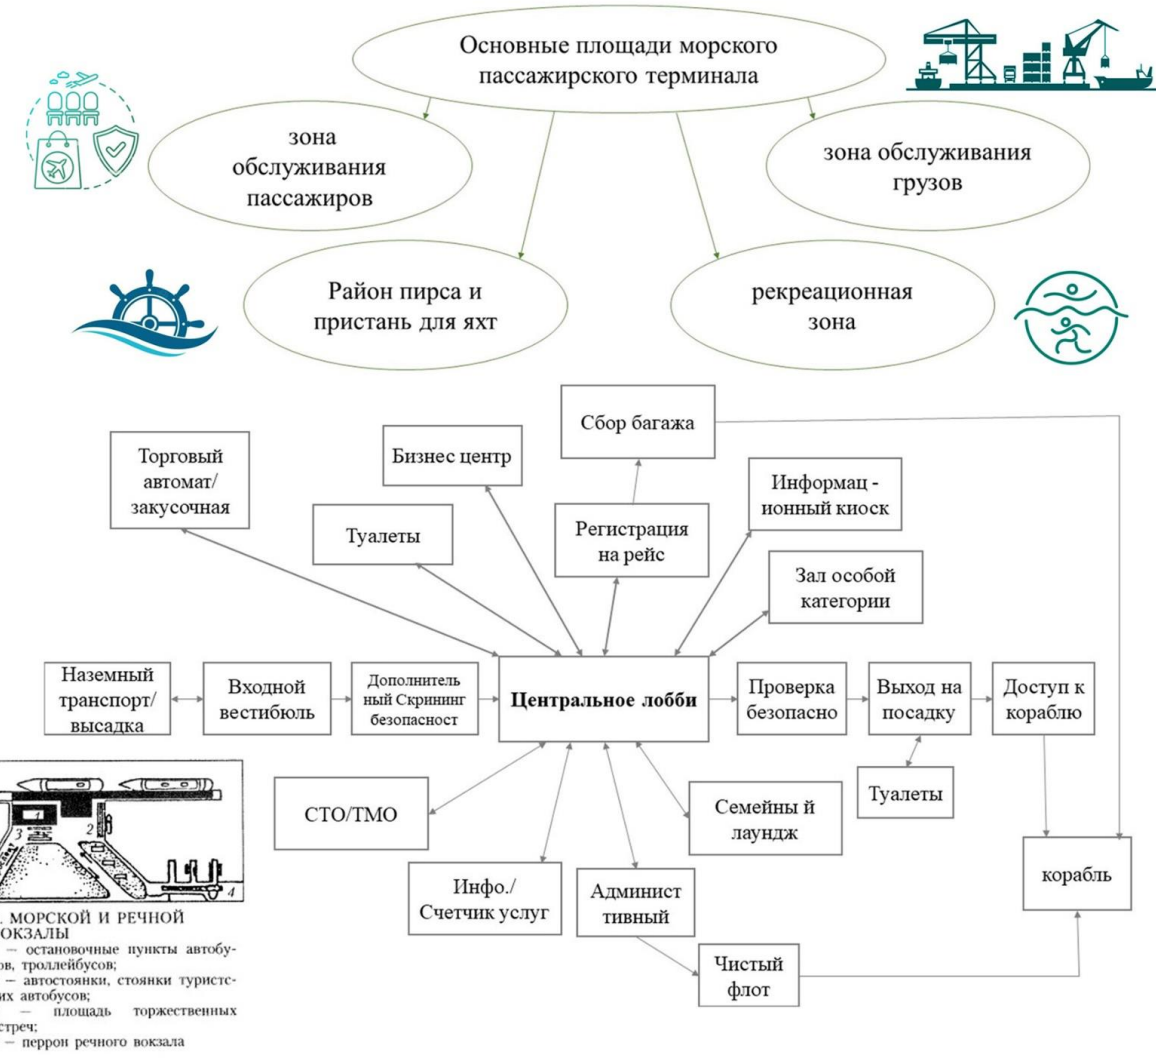 Основные площади морского
пассажирского терминала
зона
обслуживания
пассажиров
зона обслуживания
грузов
Район пирса и
пристань для яхт
рекреационная
зона
Сбор багажа
Торговый
автомат/
закусочная
Бизнес центр
Информац -
ионный киоск
Туалеты
Регистрация
на рейс
Зал особой
категории
Наземный
транспорт/
высадка
Входной
вестибюль
Дополнитель
ный Скрининг
безопасност
Центральное лобби
Проверка
безопасно
Выход на
посадку
Доступ к
кораблю
Туалеты
СТО/ТМО
Семейны й
лаундж
Инфо./
Счетчик услуг
Админист
тивный
корабль
Чистый
флот
1
3
2
4
. МОРСКОЙ И РЕЧНОЙ
ОКЗАЛЫ
— остановочные пункты автобу-
ов, троллейбусов;
— автостоянки, стоянки туристс-
их автобусов;
— площадь торжественных
стреч;
— перрон речного вокзала